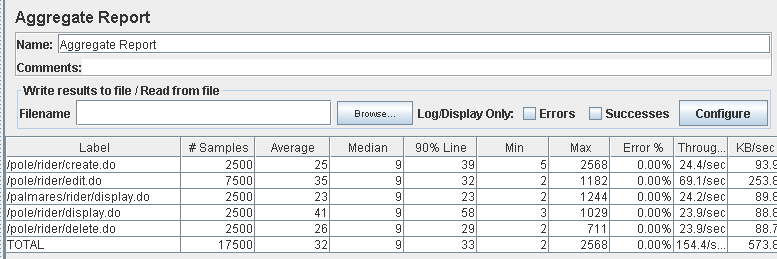 Aggregate Report
Name: Aggregate Report
Comments:
Write results to file / Read from file
Filename Browse... Log/Display Only: Errors Successes Configure
Label # Samples Average Median 90% Line Min Max Error % Throug... KB/sec
/pole/rider/create.do 2500 25 9 39 5 2568 0.00% 24.4/sec 93.9
/pole/rider/edit.do 7500 35 9 32 2 1182 0.00% 69.1/sec 253.8
/palmares/rider/display.do 2500 23 9 23 2 1244 0.00% 24.2/sec 89.8
/pole/rider/display.do 2500 41 9 58 3 1029 0.00% 23.9/sec 88.8
/pole/rider/delete.do 2500 26 9 29 2 711 0.00% 23.9/sec 88.7
TOTAL 17500 32 9 33 2 2568 0.00% 154.4/s... 573.8